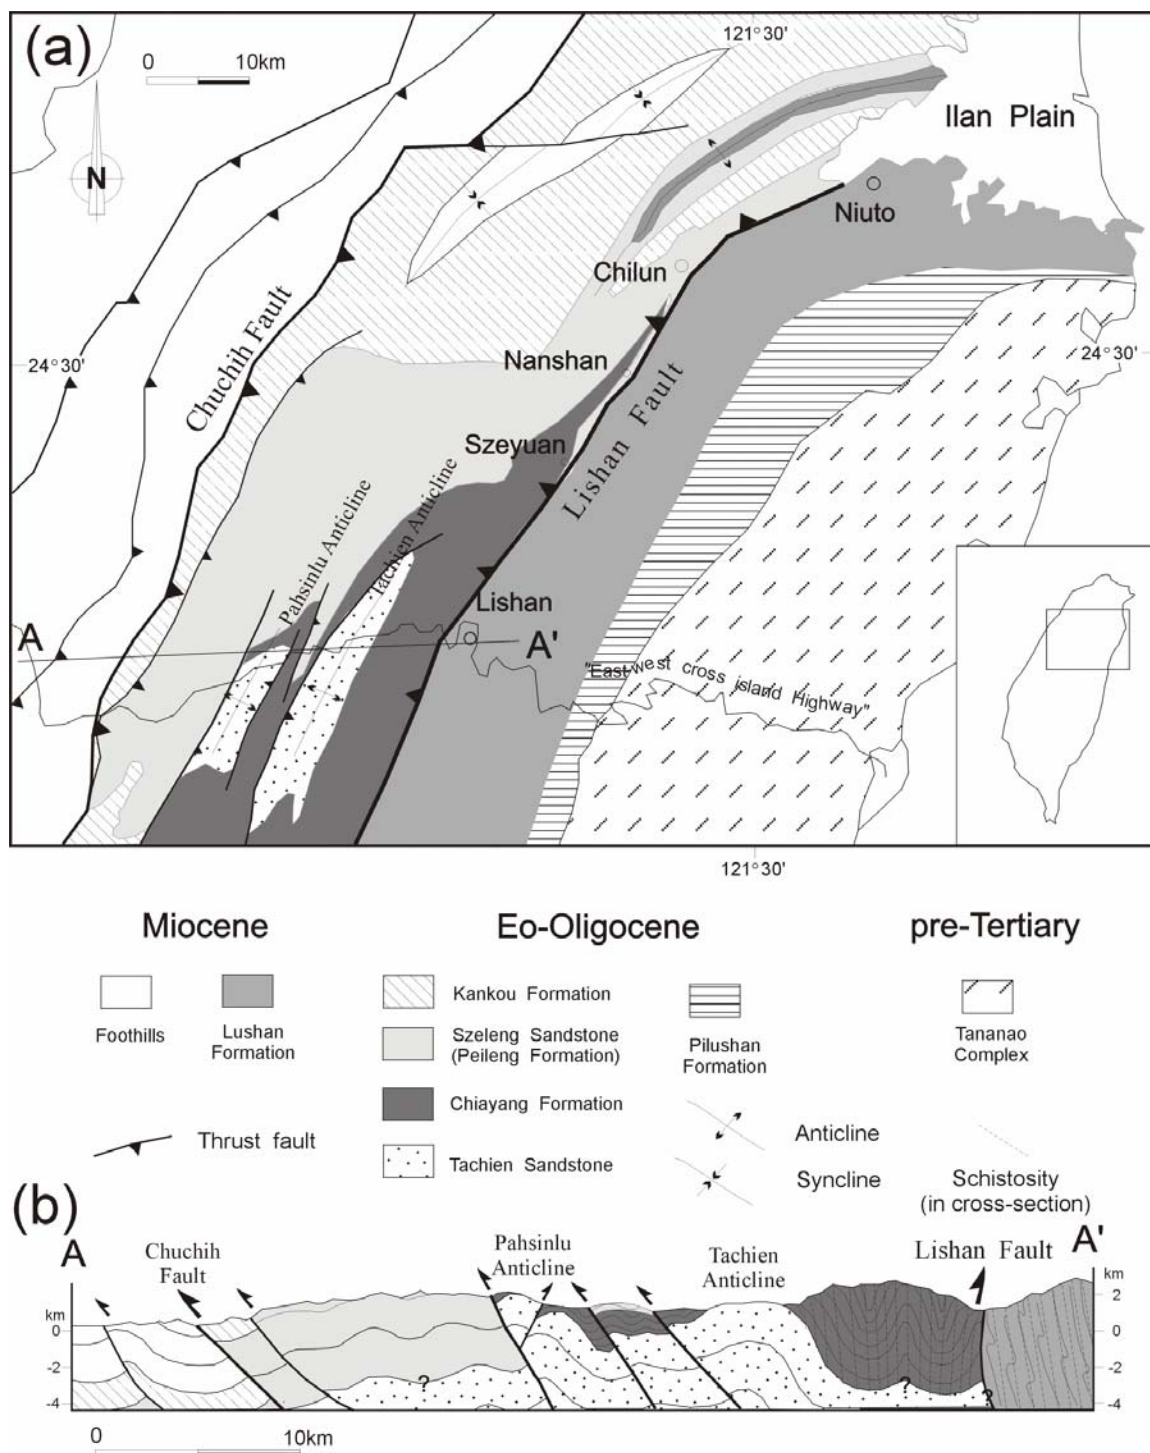 (a)
0 10km
N
121°30'
Ilan Plain
Niuto
Chilun
Chuchih Fault
24°30'
24°30'
Nanshan
Lishan Fault
Szeyuan
Pahsinlu Anticline
Tachien Anticline
Lishan
A
A'
"East west cross island Highway"
121°30'
Miocene
Eo-Oligocene
pre-Tertiary
Foothills
Lushan
Formation
Kankou Formation
Szeleng Sandstone
(Peileng Formation)
Chiayang Formation
Tachien Sandstone
Pilushan
Formation
Tananao
Complex
Thrust fault
Anticline
Syncline
Schistosity
(in cross-section)
(b)
A
Chuchih
Fault
Pahsinlu
Anticline
Tachien
Anticline
Lishan Fault
A'
km
0
-2
-4
km
2
0
-2
-4
?
?
?
0 10km